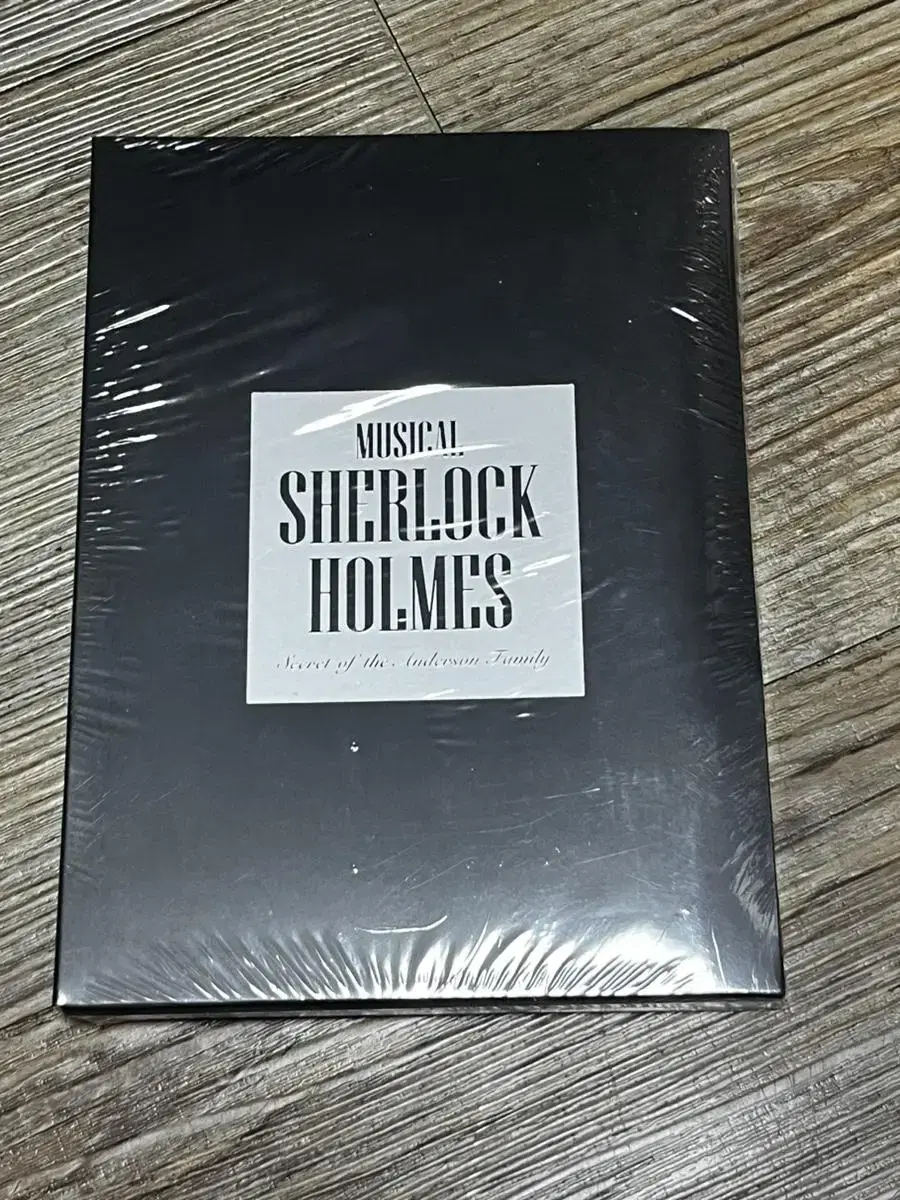 MUSICAL
SHERLOCK
HOLMES
Secret of the Anderson Family